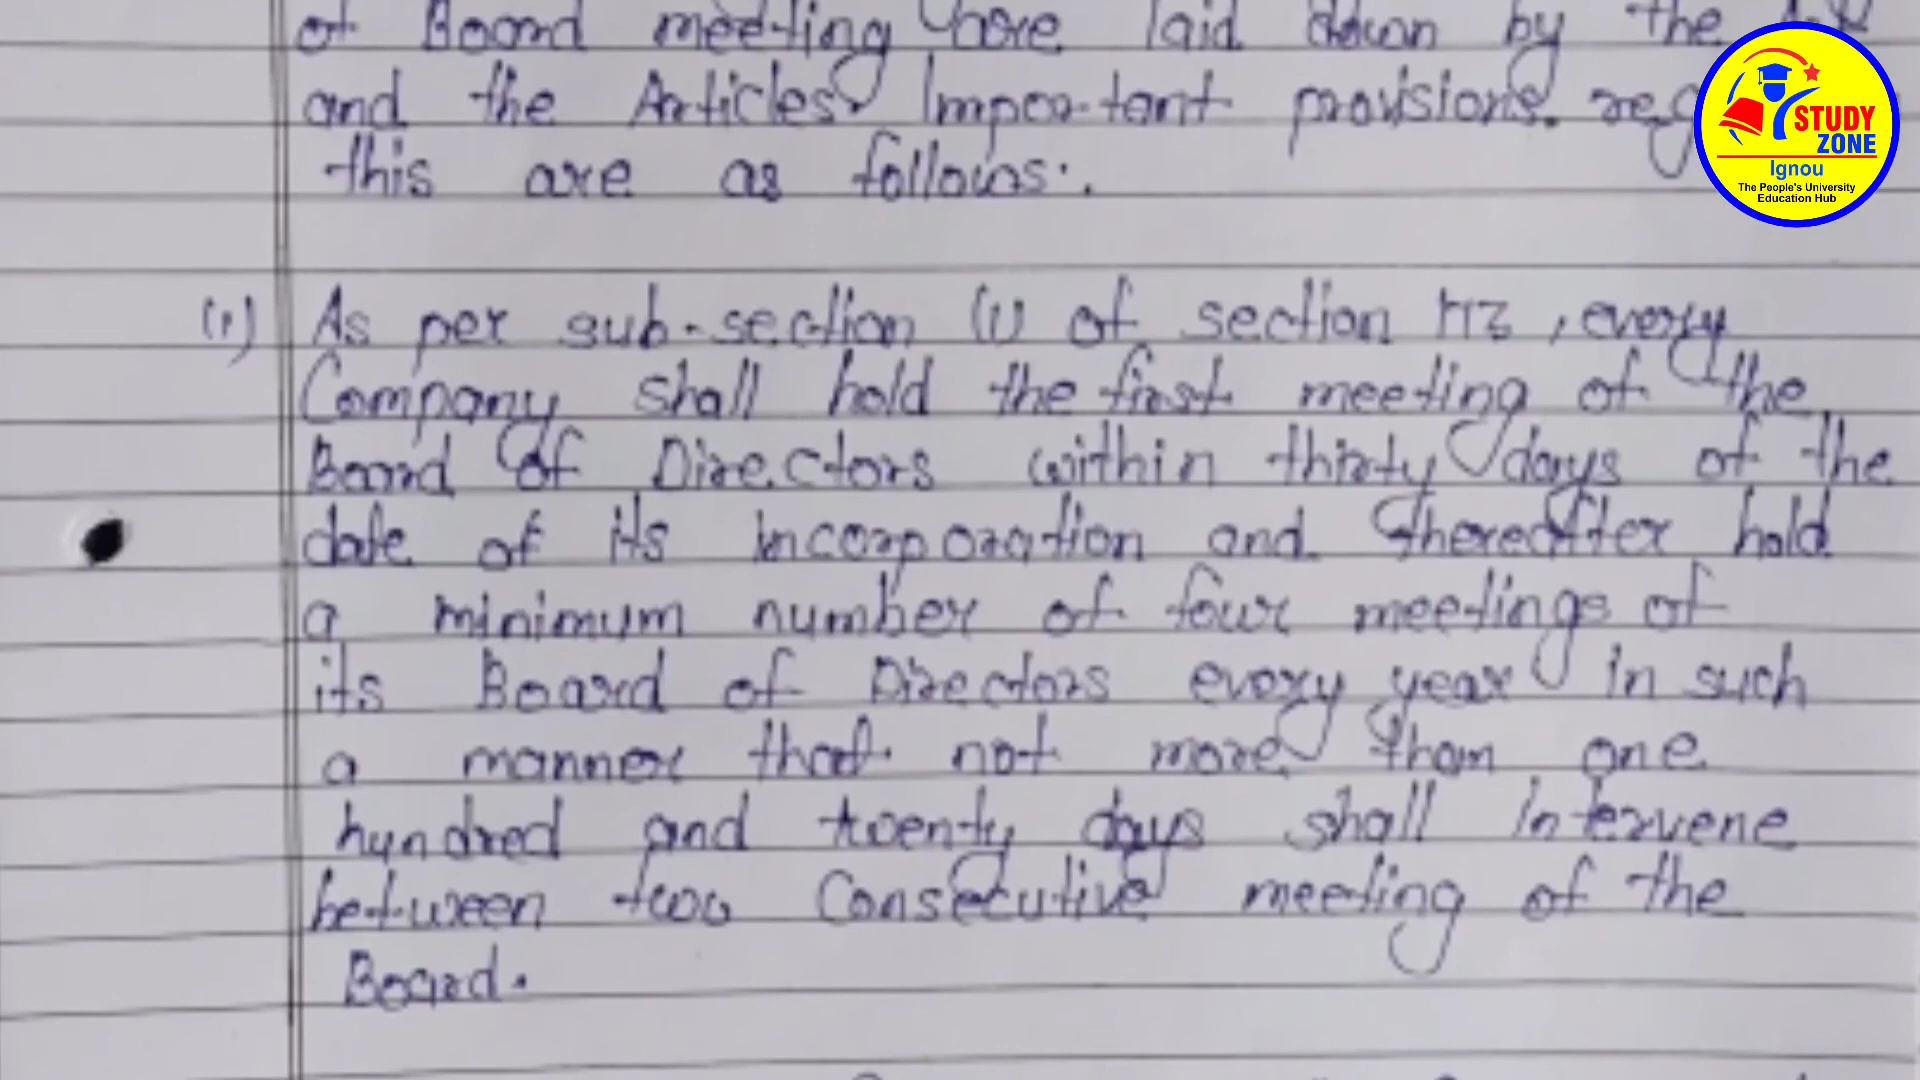 of Board meeting have laid down by the Act
and the Articles. Important provisions. reg
this are as follows:.
(1) As per sub-section (1) of section 173, every
Company shall hold the first meeting of the
Board of Directors within thirty days of the
date of its incorporation and thereafter hold
a minimum number of four meetings of
its Board of Directors every year in such
a manner that not more than one
hundred and twenty days shall intervene
between two Consecutive meeting of the
Board.
STUDY
ZONE
Ignou
The People's University
Education Hub